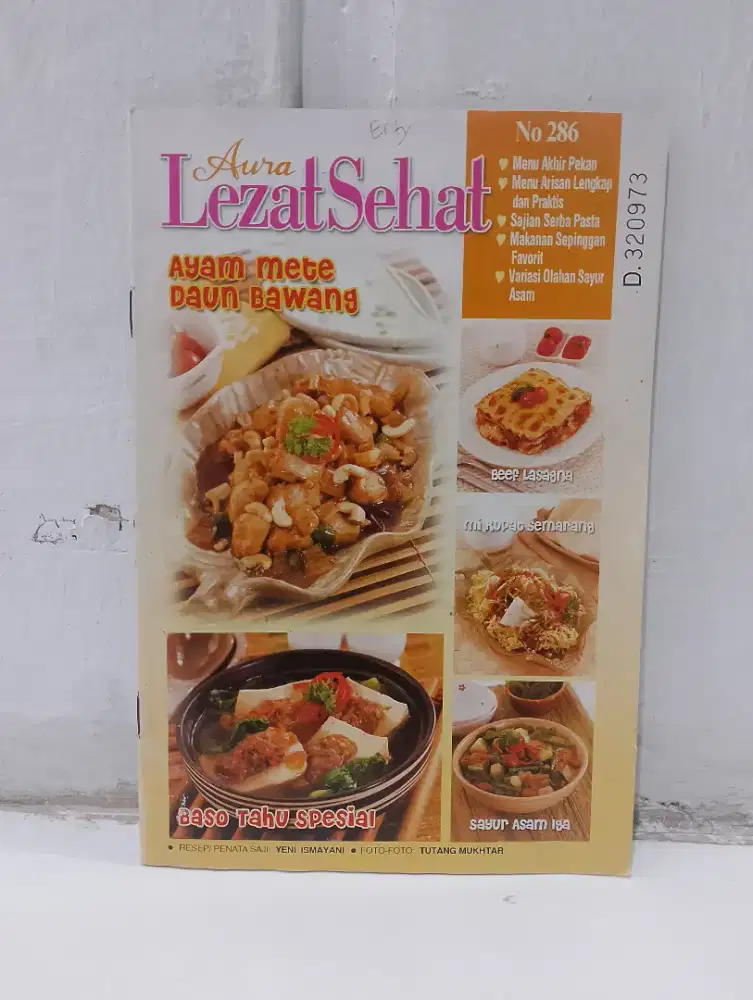 Erty
Aura
LezatSehat
No 286
Menu Akhir Pekan
Menu Arisan Lengkap
dan Praktis
Sajian Serba Pasta
Makanan Sepinggan
Favorit
Variasi Olahan Sayur
Asam
D.320973
Ayam mete
Daun Bawang
Beef Lasagna
mi Kopat Semarang
Baso Tahu Spesial
Sayur Asam Iga
• RESEP/PENATA SAJI: YENI ISMAYANI • FOTO-FOTO: TUTANG MUKHTAR